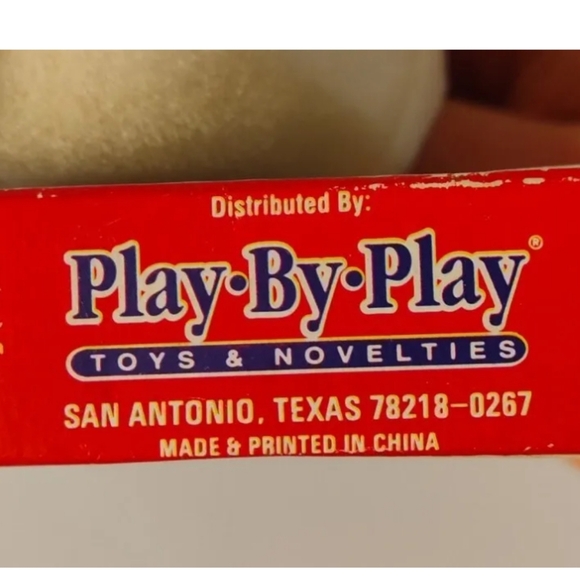 Distributed By:
Play·By·Play®
TOYS & NOVELTIES
SAN ANTONIO, TEXAS 78218-0267
MADE & PRINTED IN CHINA